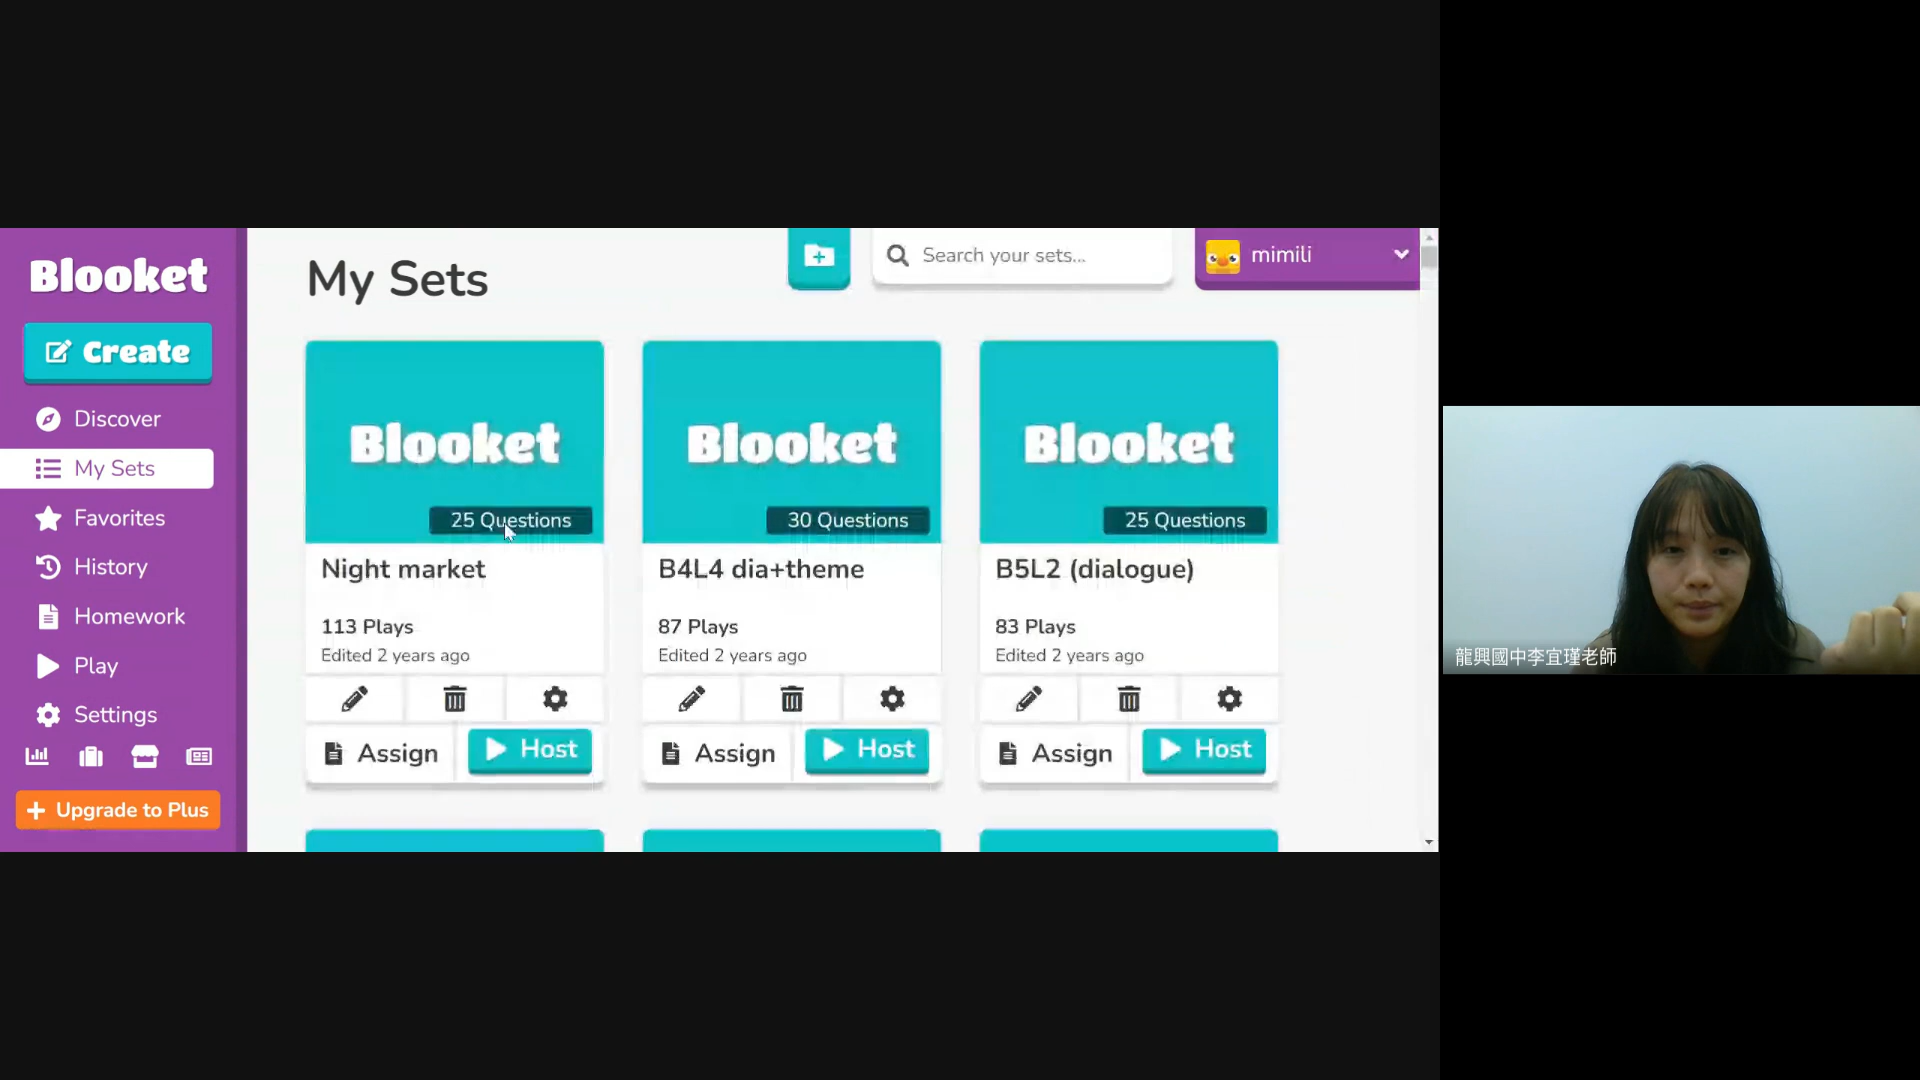 Blooket
Create
Discover
My Sets
Favorites
History
Homework
Play
Settings
Upgrade to Plus
My Sets
Search your sets...
mimili
Blooket
25 Questions
Night market
113 Plays
Edited 2 years ago
Assign
Host
Blooket
30 Questions
B4L4 dia+theme
87 Plays
Edited 2 years ago
Assign
Host
Blooket
25 Questions
B5L2 (dialogue)
83 Plays
Edited 2 years ago
Assign
Host
龍興國中李宜瑾老師